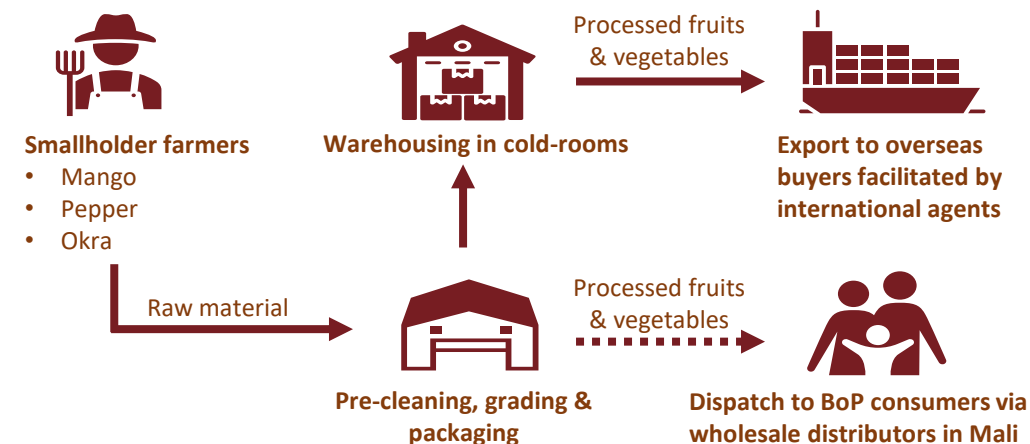 Smallholder farmers
• Mango
• Pepper
• Okra
Raw material
Pre-cleaning, grading &
packaging
Warehousing in cold-rooms
Processed fruits
& vegetables
Export to overseas
buyers facilitated by
international agents
Processed fruits
& vegetables
Dispatch to BoP consumers via
wholesale distributors in Mali